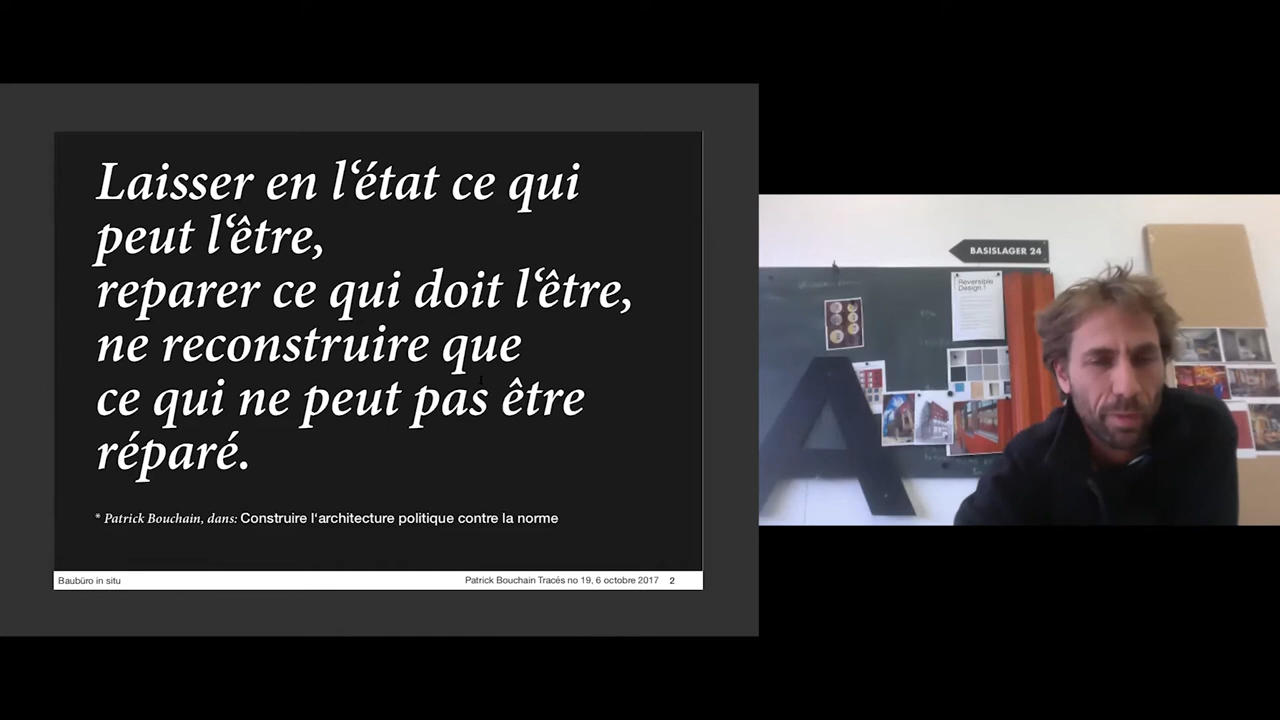 Laisser en l‘état ce qui
peut l‘être,
reparer ce qui doit l‘être,
ne reconstruire que
ce qui ne peut pas être
réparé.
* Patrick Bouchain, dans: Construire l‘architecture politique contre la norme
Baubüro in situ
Patrick Bouchain Tracés no 19, 6 octobre 2017 2
BASISLAGER 24
Reversible
Design !
A